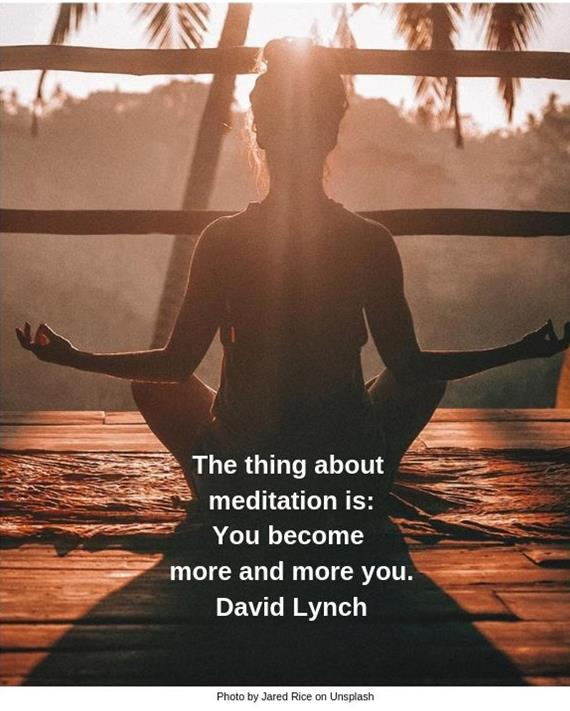 The thing about
meditation is:
You become
more and more you.
David Lynch
Photo by Jared Rice on Unsplash